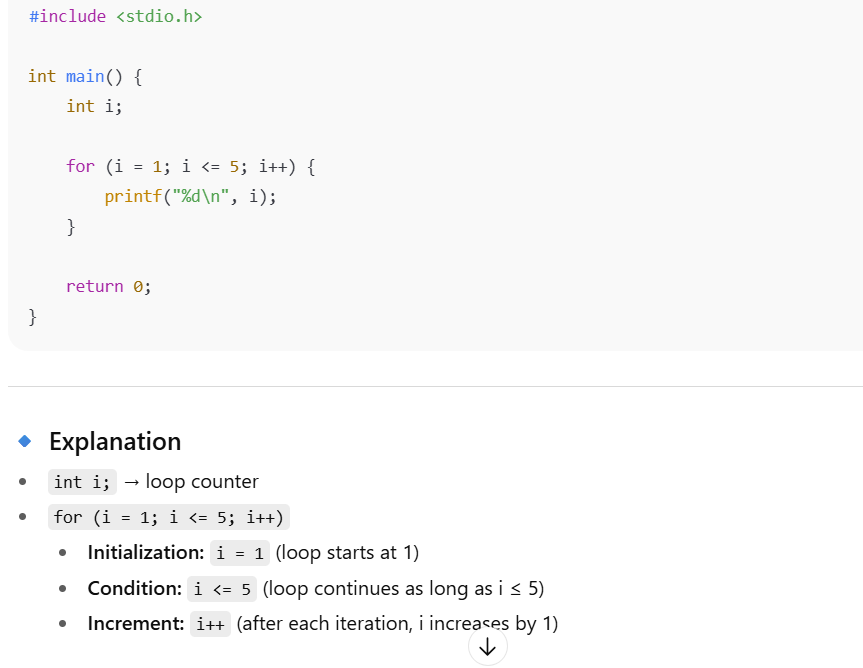 #include <stdio.h>
int main() {
    int i;
    for (i = 1; i <= 5; i++) {
        printf("%d\n", i);
    }
    return 0;
}
Explanation
int i; → loop counter
for (i = 1; i <= 5; i++)
Initialization: i = 1 (loop starts at 1)
Condition: i <= 5 (loop continues as long as i ≤ 5)
Increment: i++ (after each iteration, i increases by 1)